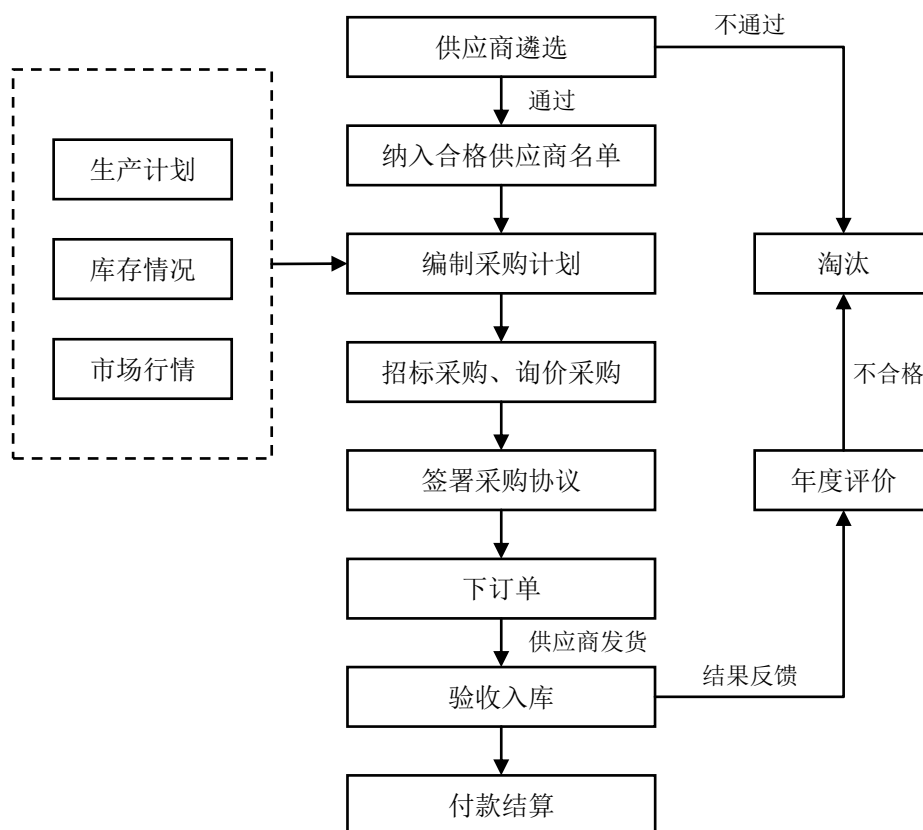 供应商遴选
不通过
通过
纳入合格供应商名单
生产计划
库存情况
市场行情
编制采购计划
淘汰
招标采购、询价采购
不合格
签署采购协议
年度评价
下订单
供应商发货
验收入库
结果反馈
付款结算